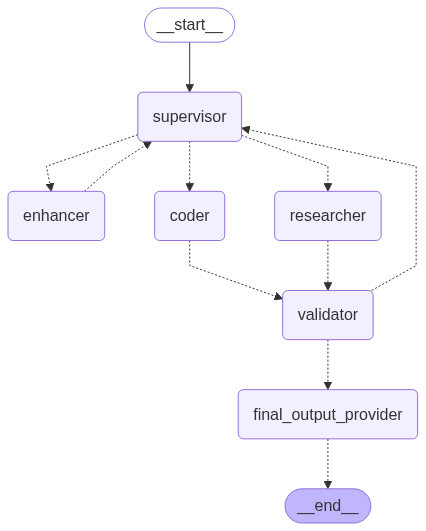 __start__
supervisor
enhancer
coder
researcher
validator
final_output_provider
__end__